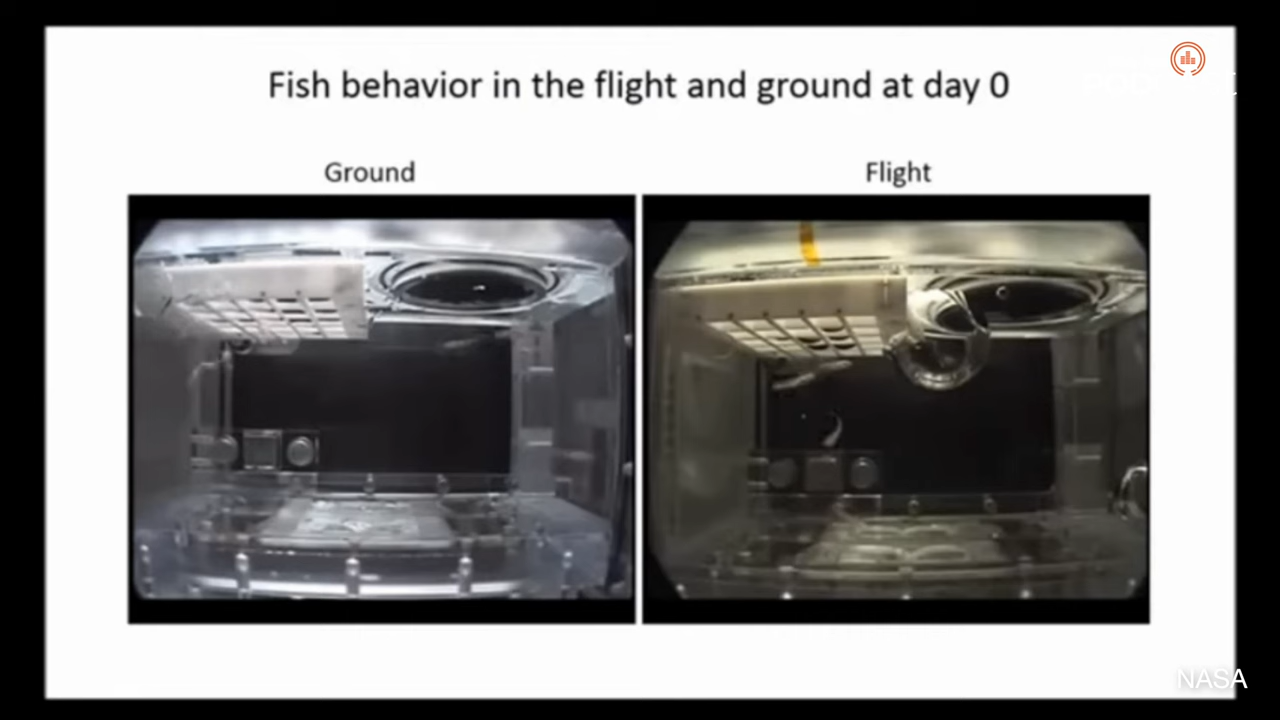 Fish behavior in the flight and ground at day 0
Ground
Flight
NASA